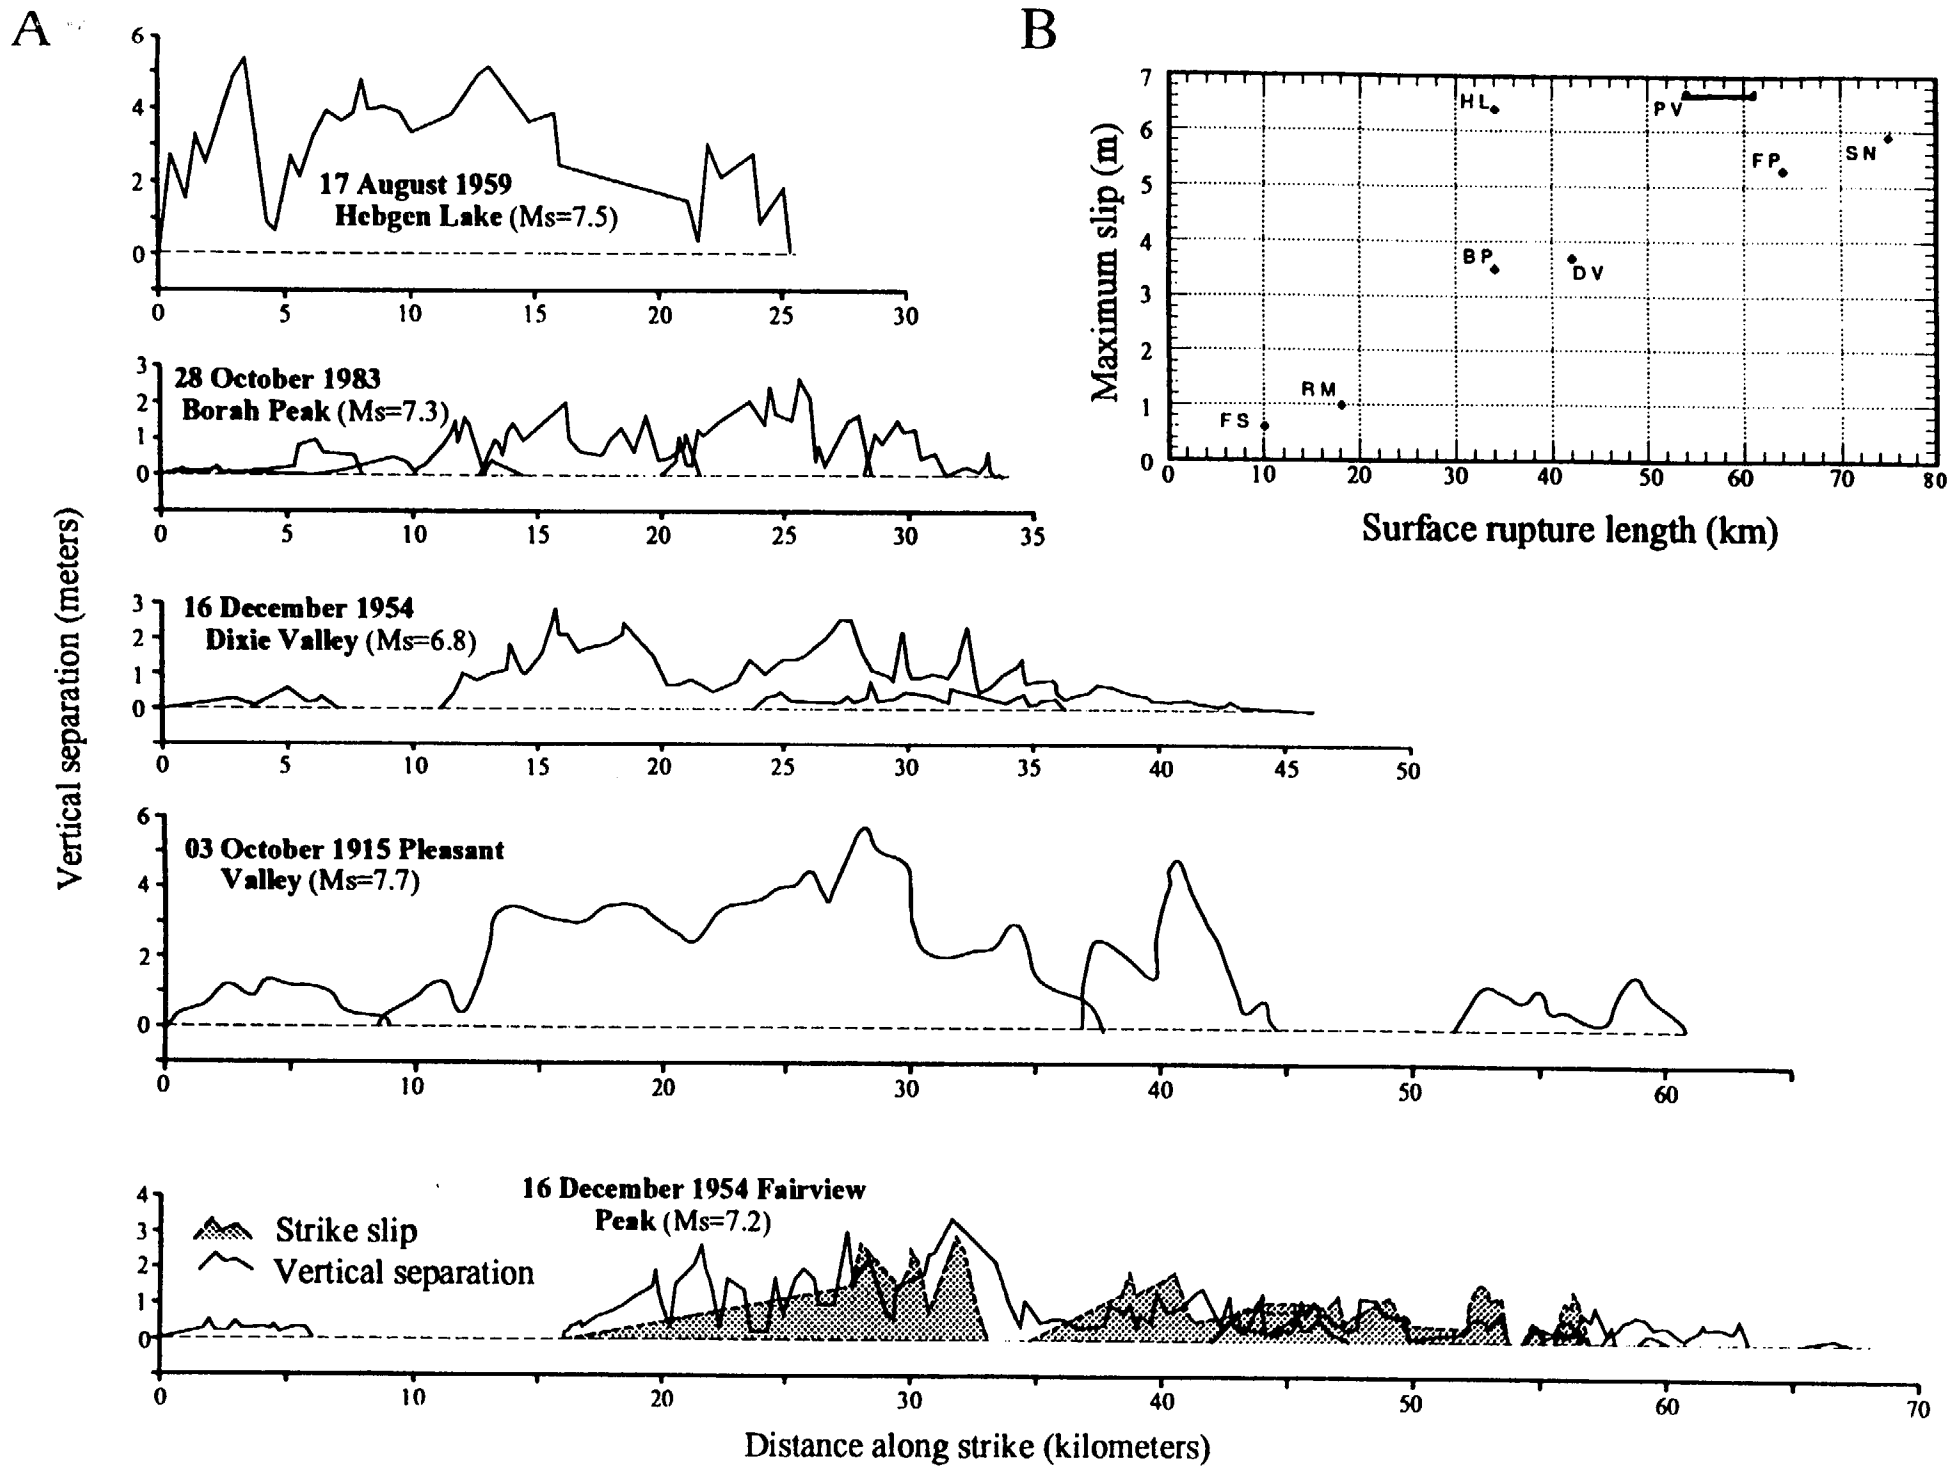 A
6
4
2
0
17 August 1959
Hebgen Lake (Ms=7.5)
0 5 10 15 20 25 30
3
2
1
0
28 October 1983
Borah Peak (Ms=7.3)
0 5 10 15 20 25 30 35
3
2
1
0
16 December 1954
Dixie Valley (Ms=6.8)
0 5 10 15 20 25 30 35 40 45 50
Vertical separation (meters)
6
4
2
0
03 October 1915 Pleasant
Valley (Ms=7.7)
0 10 20 30 40 50 60
4
3
2
1
0
16 December 1954 Fairview
Peak (Ms=7.2)
Strike slip
Vertical separation
0 10 20 30 40 50 60 70
Distance along strike (kilometers)
B
Maximum slip (m)
7
6
5
4
3
2
1
0
HL
PV
FP
SN
BP
DV
RM
FS
0 10 20 30 40 50 60 70 80
Surface rupture length (km)